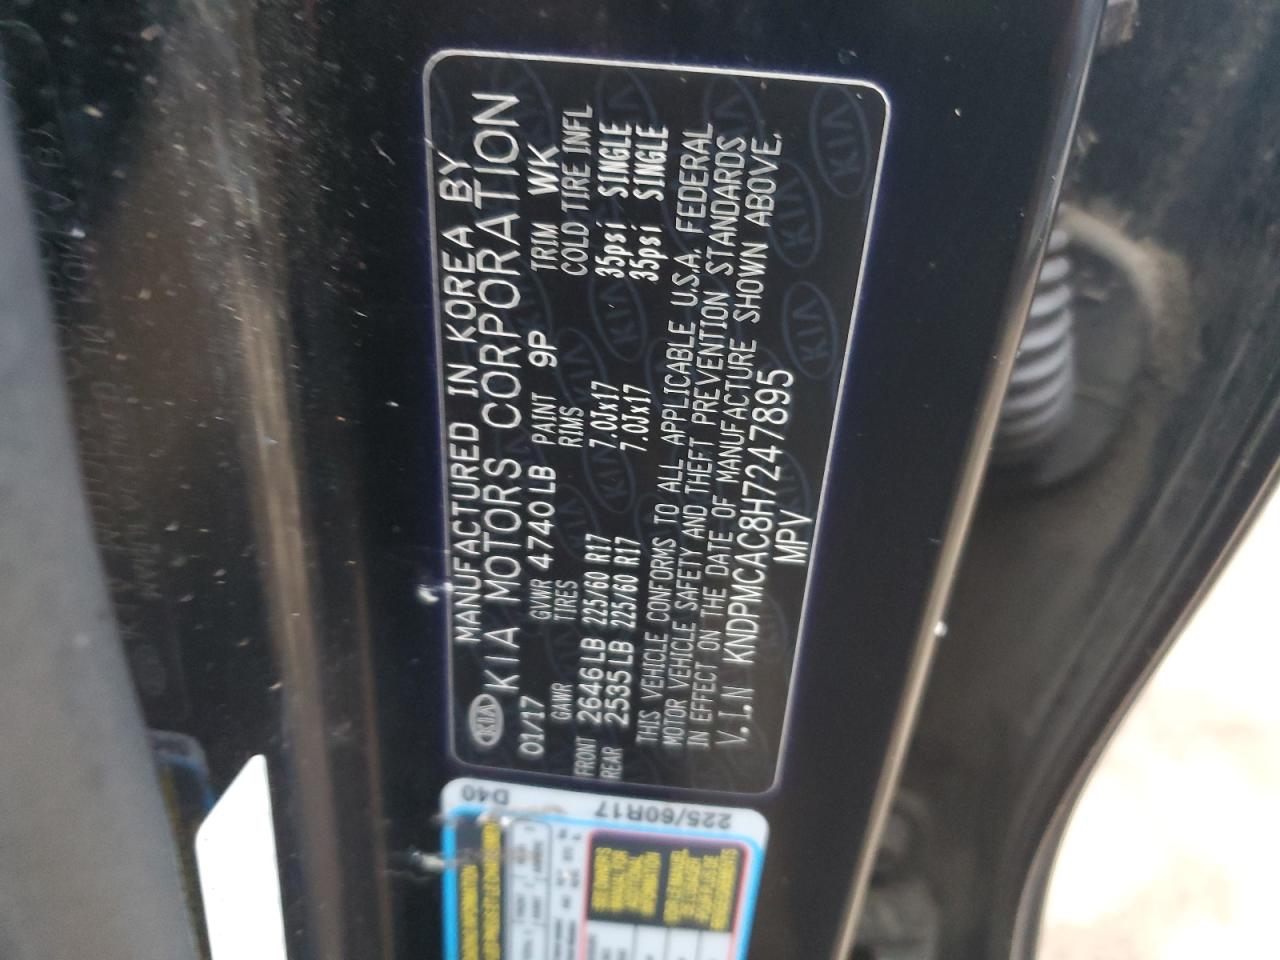 KIA MANUFACTURED IN KOREA BY
KIA MOTORS CORPORATION
01/17 GVWR 4740LB PAINT 9P TRIM WK
GAWR TIRES RIMS COLD TIRE INFL
FRONT 2646LB 225/60 R17 7.0Jx17 35psi SINGLE
REAR 2535LB 225/60 R17 7.0Jx17 35psi SINGLE
THIS VEHICLE CONFORMS TO ALL APPLICABLE U.S.A. FEDERAL
MOTOR VEHICLE SAFETY AND THEFT PREVENTION STANDARDS
IN EFFECT ON THE DATE OF MANUFACTURE SHOWN ABOVE.
V.I.N KNDPMCAC8H7247895
MPV
225/60R17
D40